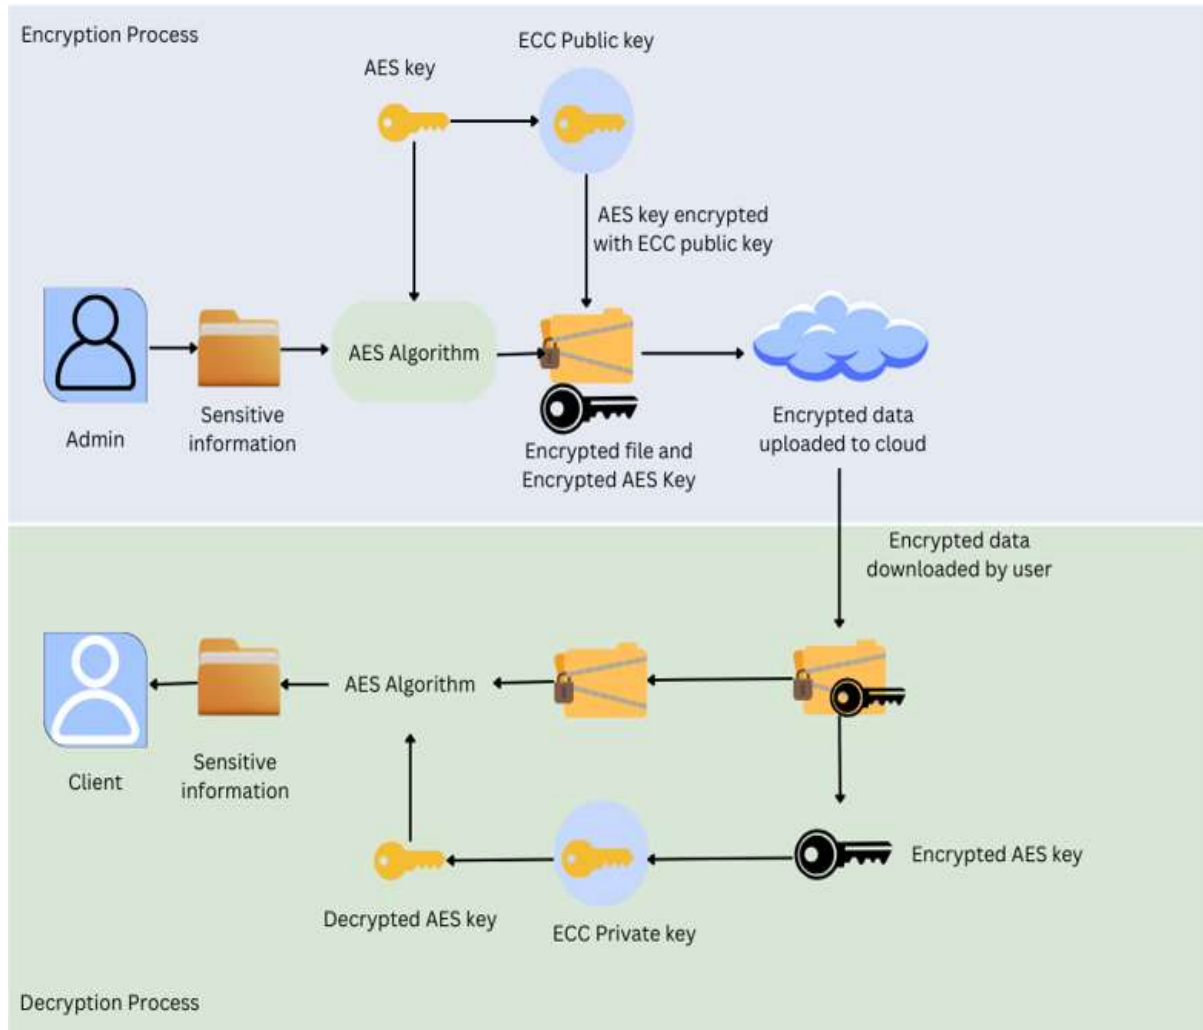 Encryption Process
ECC Public key
AES key
AES key encrypted
with ECC public key
AES Algorithm
Admin
Sensitive
information
Encrypted file and
Encrypted AES Key
Encrypted data
uploaded to cloud
Encrypted data
downloaded by user
AES Algorithm
Client
Sensitive
information
Encrypted AES key
Decrypted AES key
ECC Private key
Decryption Process